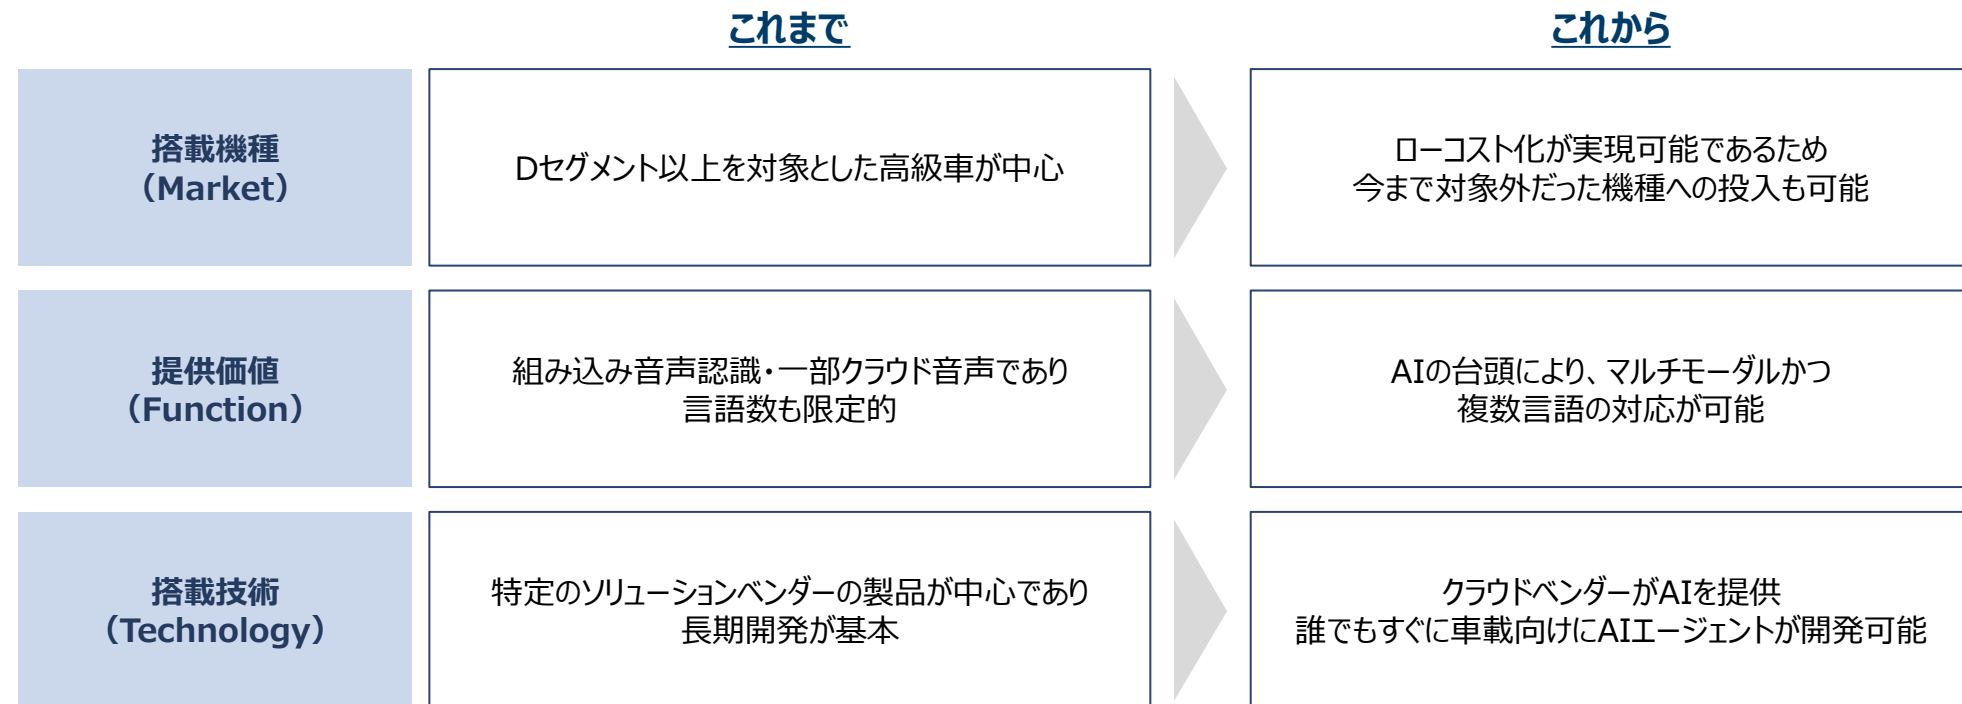 これまで
これから
搭載機種
（Market）
Dセグメント以上を対象とした高級車が中心
ローコスト化が実現可能であるため
今まで対象外だった機種への投入も可能
提供価値
（Function）
組み込み音声認識・一部クラウド音声であり
言語数も限定的
AIの台頭により、マルチモーダルかつ
複数言語の対応が可能
搭載技術
（Technology）
特定のソリューションベンダーの製品が中心であり
長期開発が基本
クラウドベンダーがAIを提供
誰でもすぐに車載向けにAIエージェントが開発可能